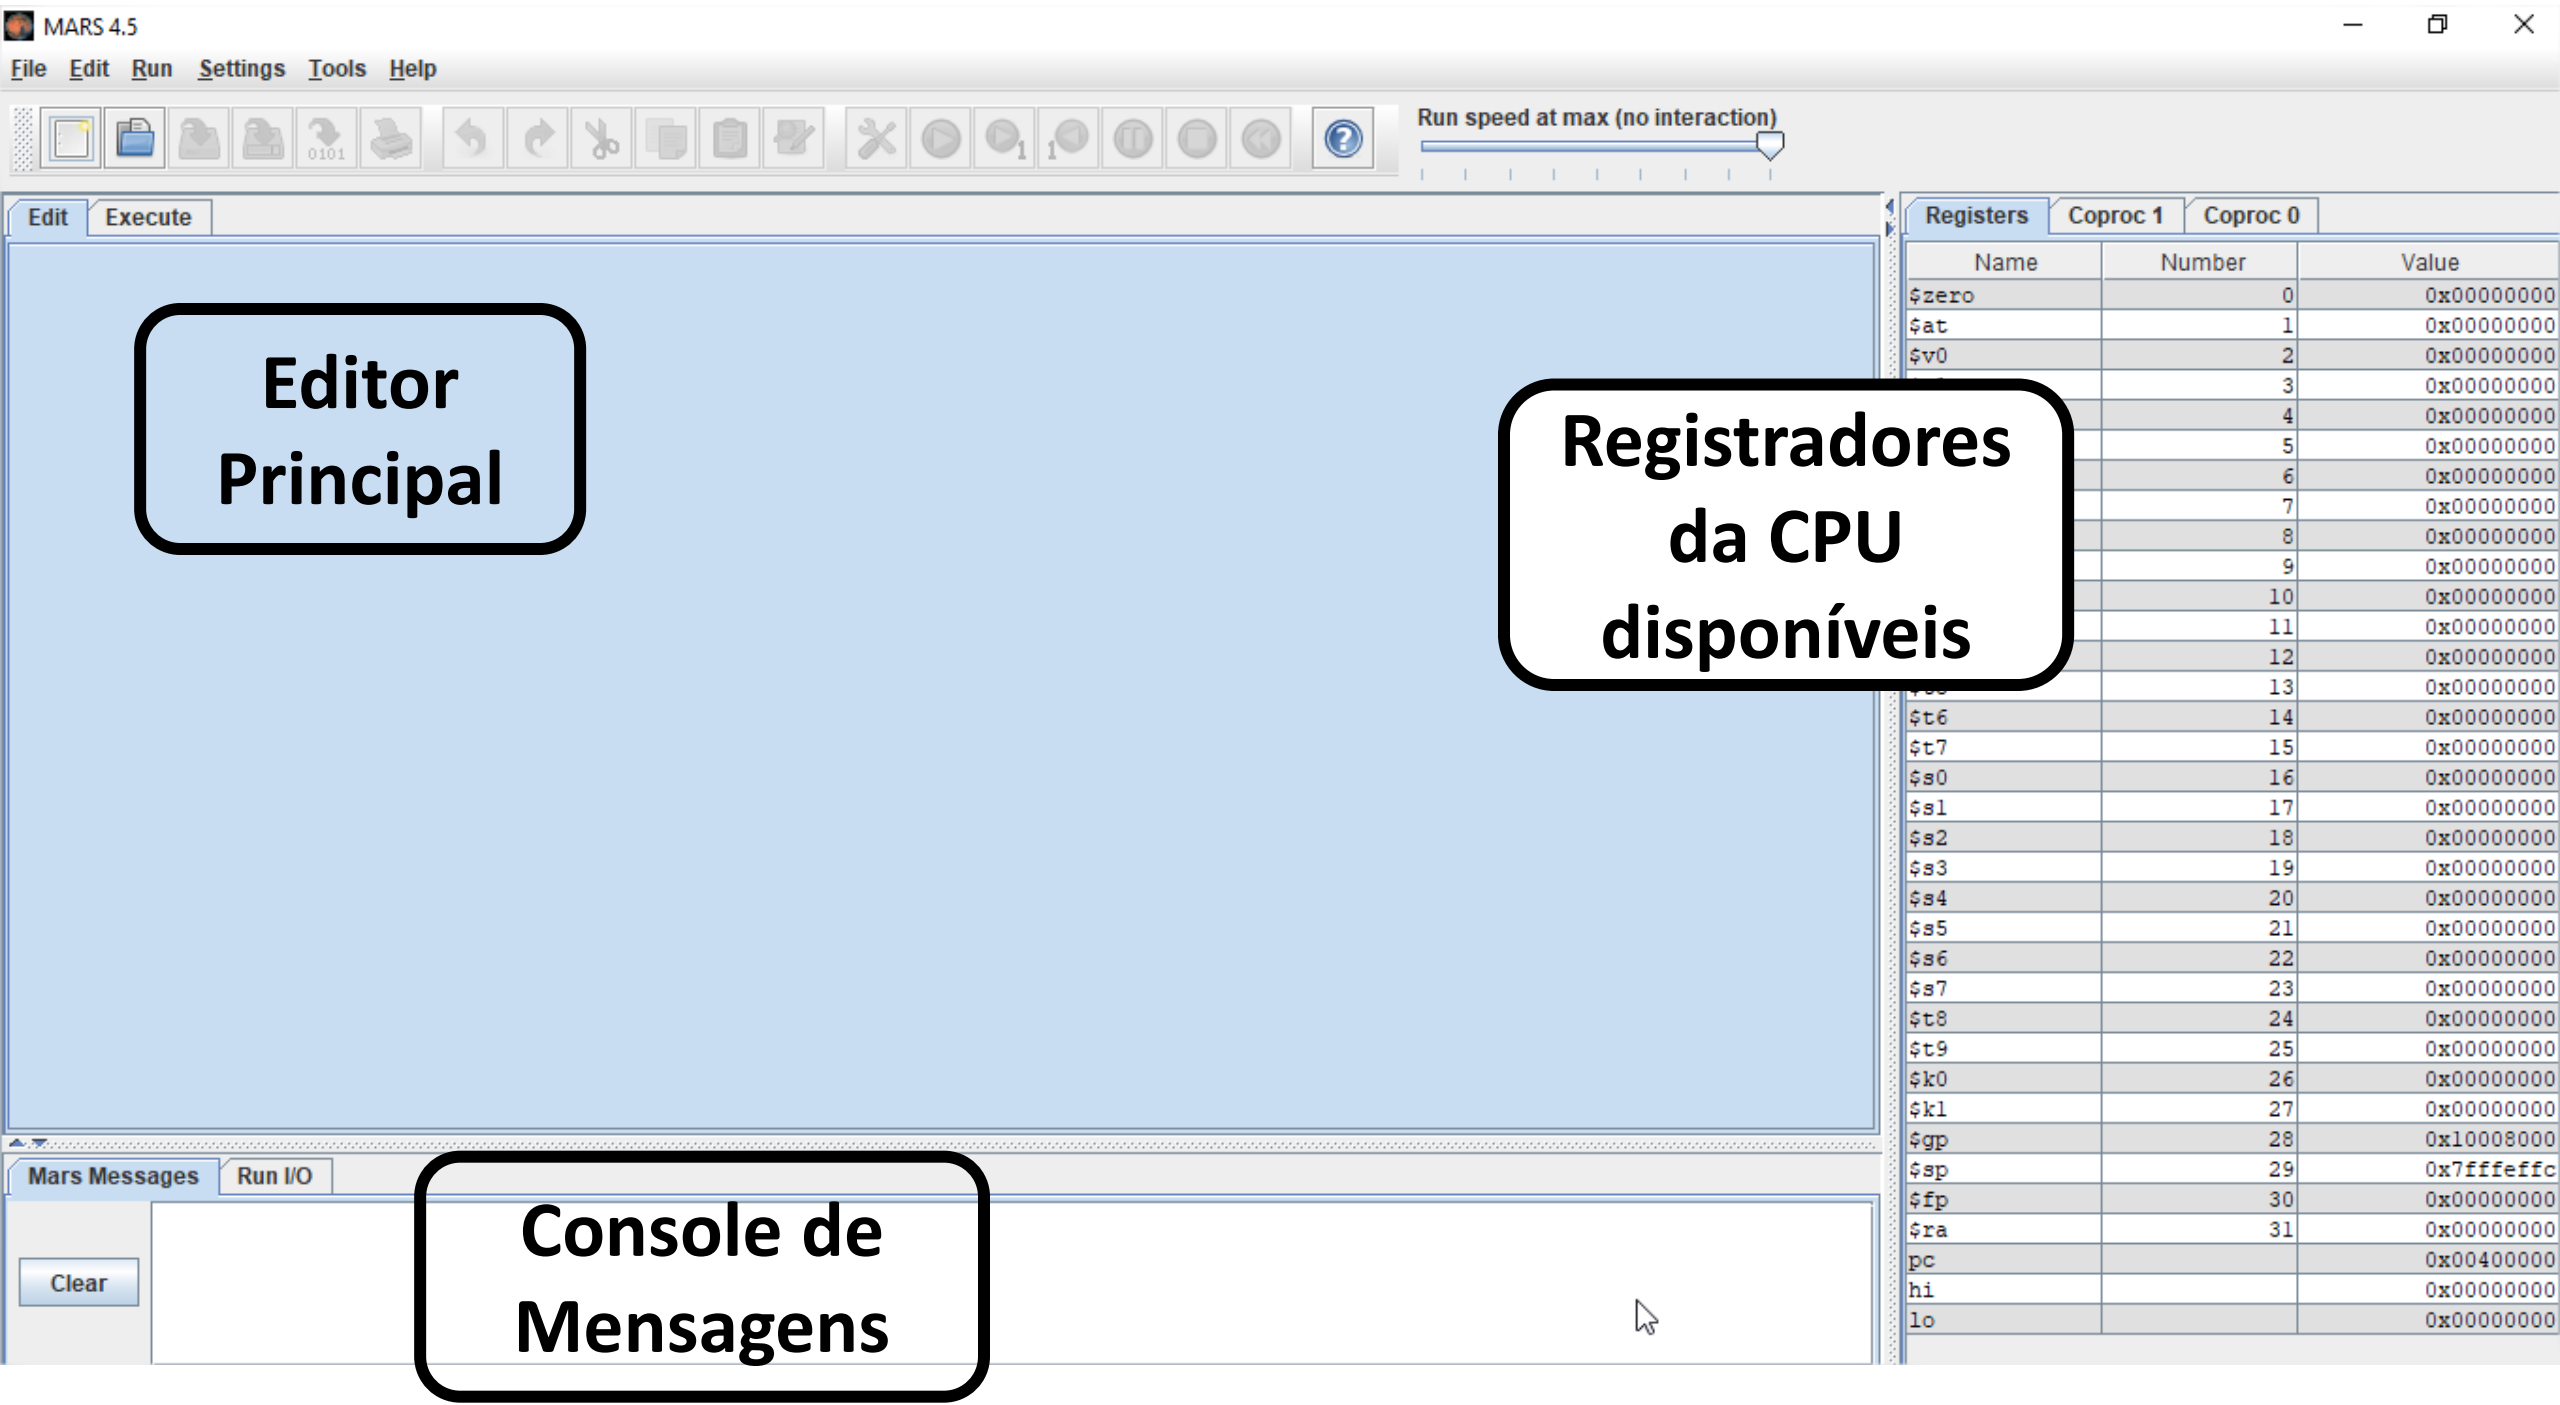 MARS 4.5
File Edit Run Settings Tools Help
0101
1
1
Run speed at max (no interaction)
Edit Execute
Registers Coproc 1 Coproc 0
Name Number Value
$zero 0 0x00000000
$at 1 0x00000000
$v0 2 0x00000000
3 0x00000000
4 0x00000000
5 0x00000000
6 0x00000000
7 0x00000000
8 0x00000000
9 0x00000000
10 0x00000000
11 0x00000000
12 0x00000000
13 0x00000000
$t6 14 0x00000000
$t7 15 0x00000000
$s0 16 0x00000000
$s1 17 0x00000000
$s2 18 0x00000000
$s3 19 0x00000000
$s4 20 0x00000000
$s5 21 0x00000000
$s6 22 0x00000000
$s7 23 0x00000000
$t8 24 0x00000000
$t9 25 0x00000000
$k0 26 0x00000000
$k1 27 0x00000000
$gp 28 0x10008000
$sp 29 0x7fffeffc
$fp 30 0x00000000
$ra 31 0x00000000
pc 0x00400000
hi 0x00000000
lo 0x00000000
Editor
Principal
Registradores
da CPU
disponíveis
Mars Messages Run I/O
Clear
Console de
Mensagens